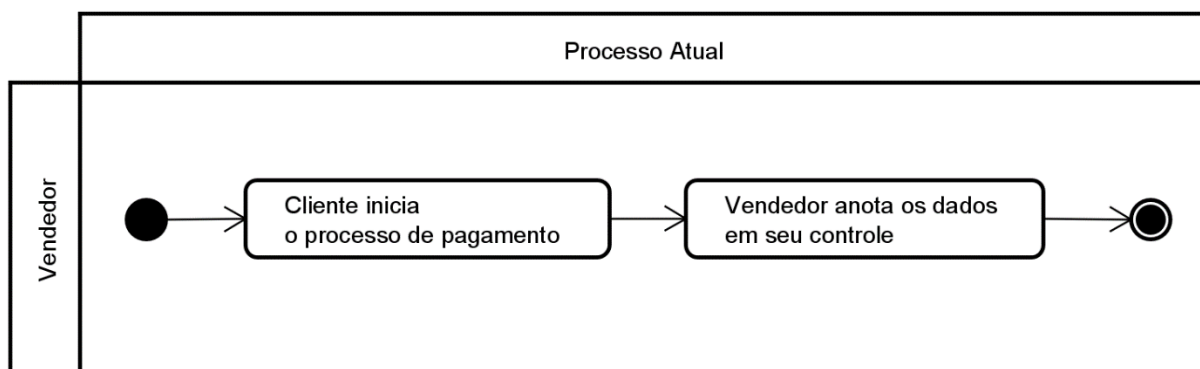 Processo Atual
Vendedor
Cliente inicia
o processo de pagamento
Vendedor anota os dados
em seu controle